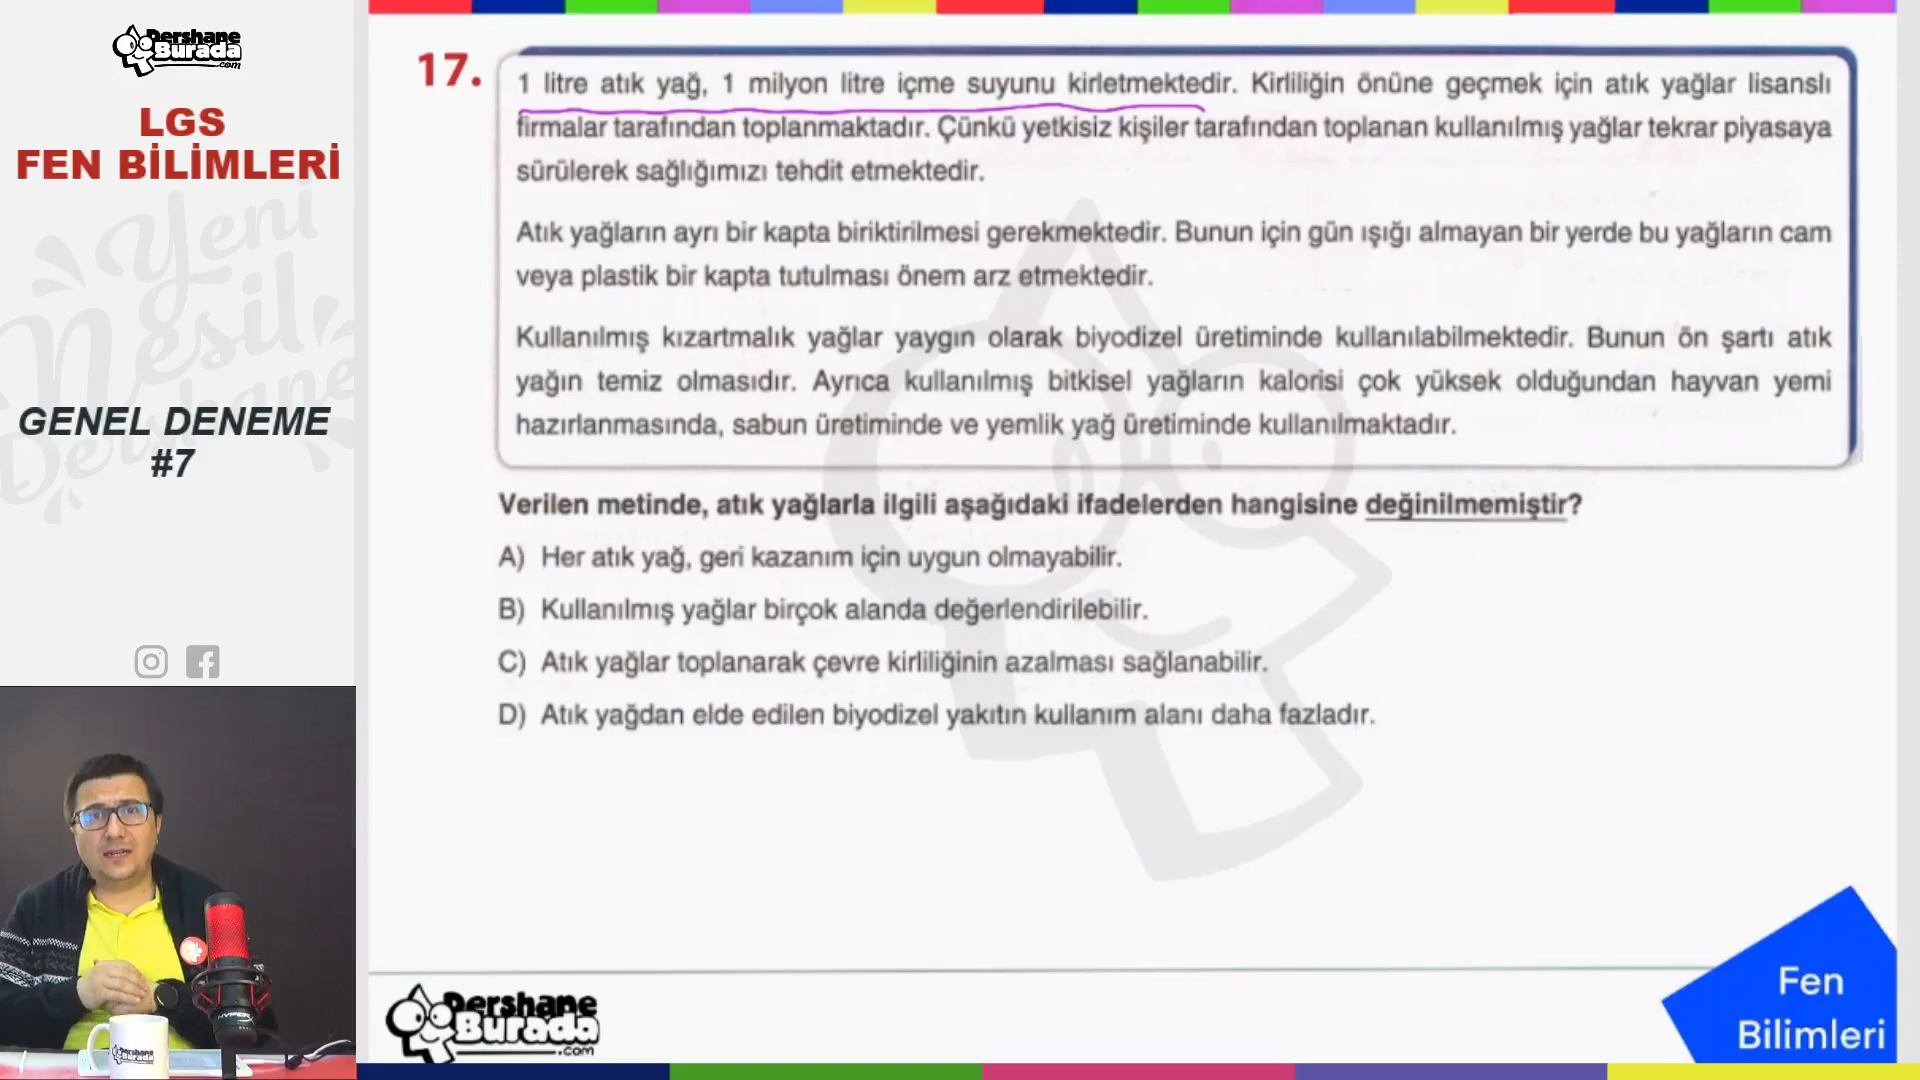 Dershane
Burada
.com
LGS
FEN BİLİMLERİ
Yeni
Nesil
Dershane
GENEL DENEME
#7
17.
1 litre atık yağ, 1 milyon litre içme suyunu kirletmektedir. Kirliliğin önüne geçmek için atık yağlar lisanslı
firmalar tarafından toplanmaktadır. Çünkü yetkisiz kişiler tarafından toplanan kullanılmış yağlar tekrar piyasaya
sürülerek sağlığımızı tehdit etmektedir.
Atık yağların ayrı bir kapta biriktirilmesi gerekmektedir. Bunun için gün ışığı almayan bir yerde bu yağların cam
veya plastik bir kapta tutulması önem arz etmektedir.
Kullanılmış kızartmalık yağlar yaygın olarak biyodizel üretiminde kullanılabilmektedir. Bunun ön şartı atık
yağın temiz olmasıdır. Ayrıca kullanılmış bitkisel yağların kalorisi çok yüksek olduğundan hayvan yemi
hazırlanmasında, sabun üretiminde ve yemlik yağ üretiminde kullanılmaktadır.
Verilen metinde, atık yağlarla ilgili aşağıdaki ifadelerden hangisine değinilmemiştir?
A) Her atık yağ, geri kazanım için uygun olmayabilir.
B) Kullanılmış yağlar birçok alanda değerlendirilebilir.
C) Atık yağlar toplanarak çevre kirliliğinin azalması sağlanabilir.
D) Atık yağdan elde edilen biyodizel yakıtın kullanım alanı daha fazladır.
HYPERX
Dershane
Burada
Dershane
Burada
.com
Fen
Bilimleri